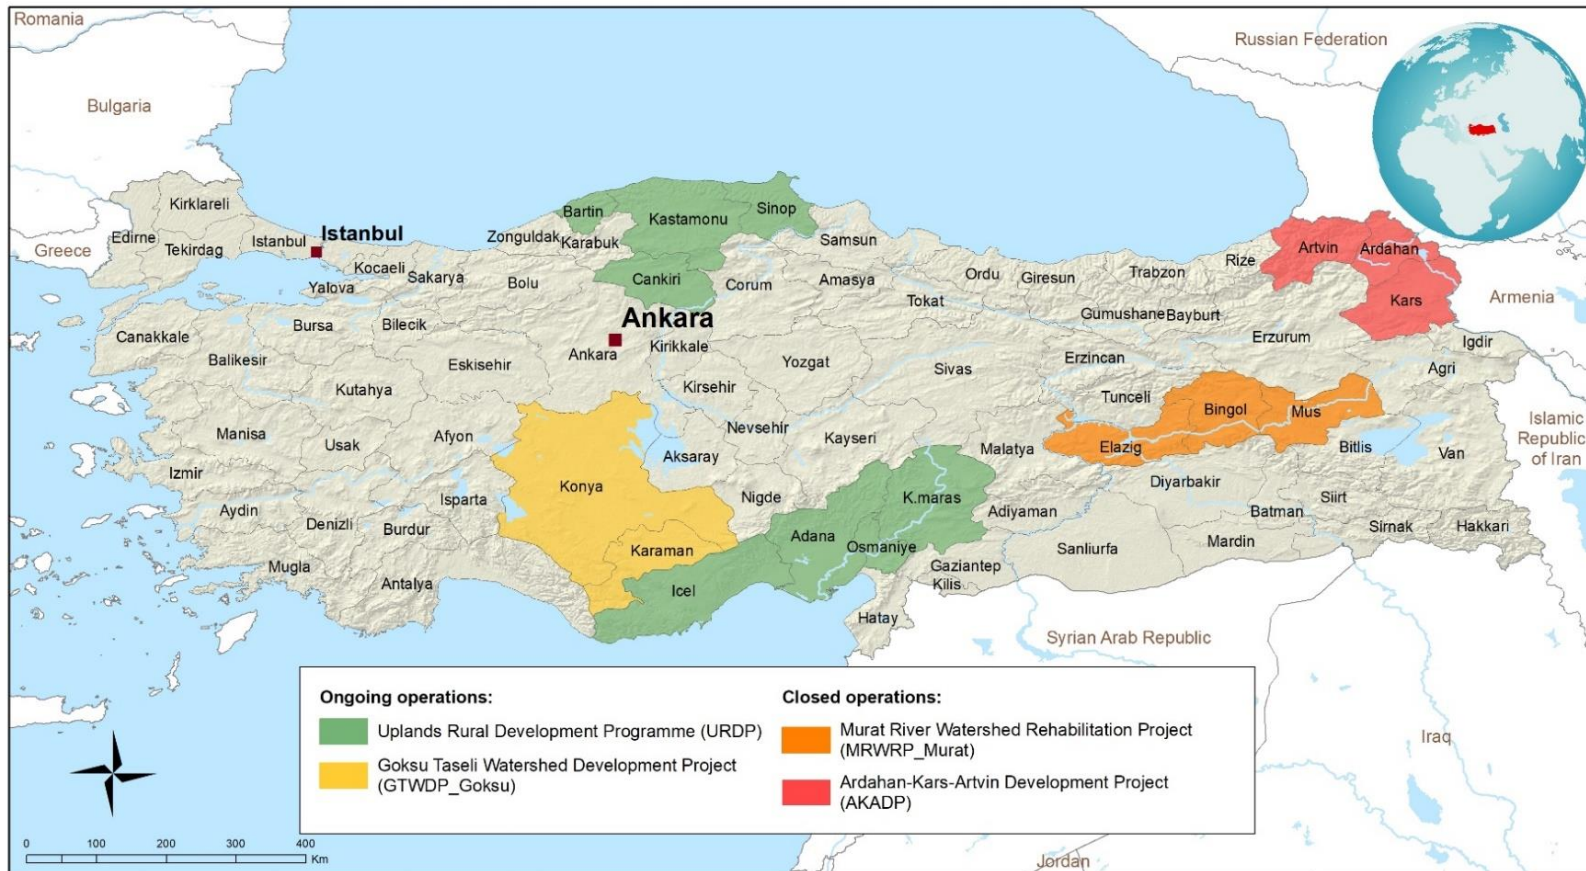 Romania
Russian Federation
Bulgaria
Kirklareli
Bartin
Kastamonu
Sinop
Edirne
Tekirdag
Istanbul
Istanbul
Zonguldak
Karabuk
Samsun
Artvin
Ardahan
Greece
Kocaeli
Sakarya
Yalova
Bolu
Cankiri
Corum
Amasya
Ordu
Giresun
Trabzon
Rize
Kars
Armenia
Tokat
Canakkale
Bursa
Bilecik
Ankara
Gumushane
Bayburt
Erzurum
Igdir
Balikesir
Eskisehir
Ankara
Kirikkale
Yozgat
Sivas
Erzincan
Agri
Kutahya
Kirsehir
Tunceli
Bingol
Mus
Islamic
Republic
of Iran
Manisa
Usak
Afyon
Nevsehir
Kayseri
Malatya
Elazig
Bitlis
Van
Izmir
Aksaray
Konya
Isparta
Nigde
K.maras
Diyarbakir
Siirt
Aydin
Denizli
Burdur
Adiyaman
Batman
Sirnak
Hakkari
Adana
Osmaniye
Karaman
Sanliurfa
Mardin
Mugla
Antalya
Icel
Gaziantep
Kilis
Hatay
Syrian Arab Republic
Iraq
Jordan
Ongoing operations:
Uplands Rural Development Programme (URDP)
Goksu Taseli Watershed Development Project
(GTWDP_Goksu)
Closed operations:
Murat River Watershed Rehabilitation Project
(MRWRP_Murat)
Ardahan-Kars-Artvin Development Project
(AKADP)
0 100 200 300 400
Km